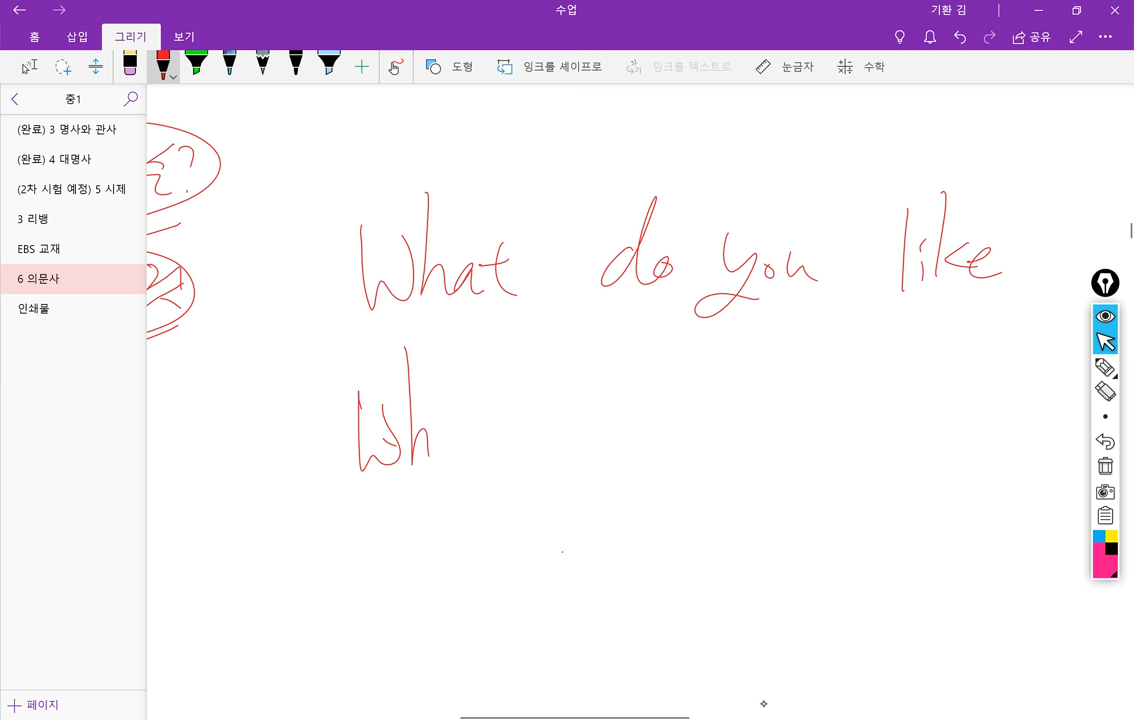 수업
기환 김
홈 삽입 그리기 보기
공유
도형 잉크를 셰이프로 잉크를 텍스트로 눈금자 수학
중1
(완료) 3 명사와 관사
(완료) 4 대명사
(2차 시험 예정) 5 시제
3 리뱅
EBS 교재
6 의문사
인쇄물
What do you like
Wh
페이지